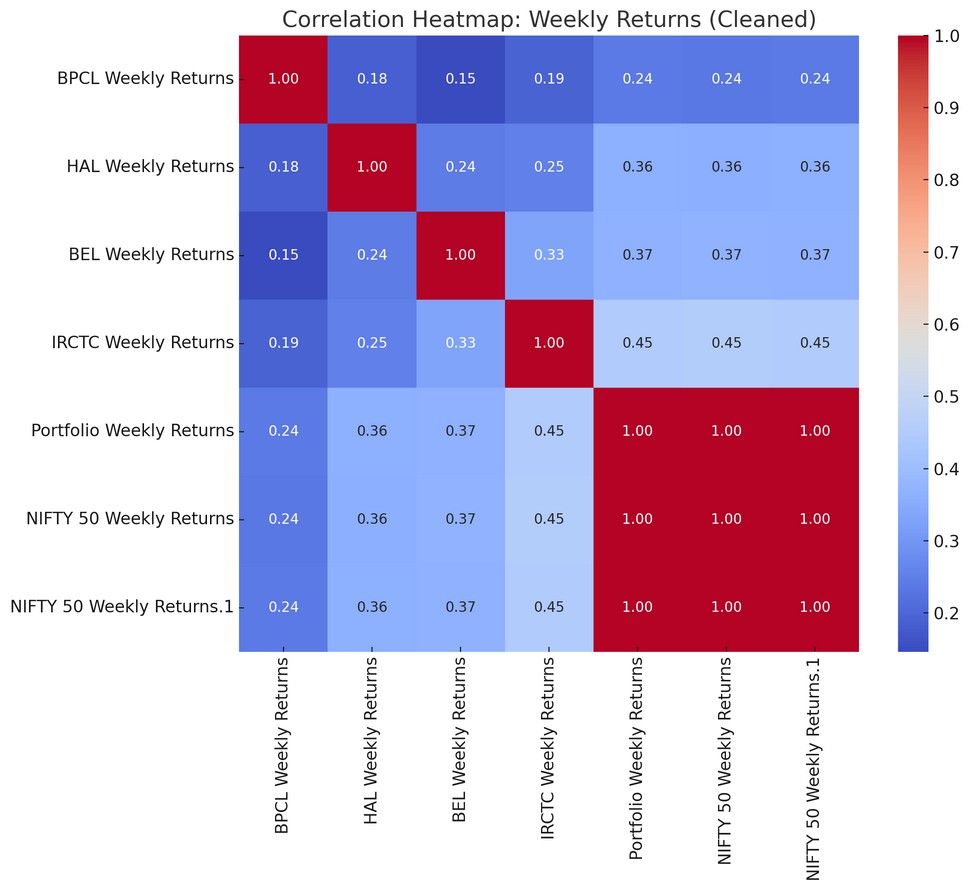 Correlation Heatmap: Weekly Returns (Cleaned)
BPCL Weekly Returns 1.00 0.18 0.15 0.19 0.24 0.24 0.24
HAL Weekly Returns 0.18 1.00 0.24 0.25 0.36 0.36 0.36
BEL Weekly Returns 0.15 0.24 1.00 0.33 0.37 0.37 0.37
IRCTC Weekly Returns 0.19 0.25 0.33 1.00 0.45 0.45 0.45
Portfolio Weekly Returns 0.24 0.36 0.37 0.45 1.00 1.00 1.00
NIFTY 50 Weekly Returns 0.24 0.36 0.37 0.45 1.00 1.00 1.00
NIFTY 50 Weekly Returns.1 0.24 0.36 0.37 0.45 1.00 1.00 1.00
BPCL Weekly Returns
HAL Weekly Returns
BEL Weekly Returns
IRCTC Weekly Returns
Portfolio Weekly Returns
NIFTY 50 Weekly Returns
NIFTY 50 Weekly Returns.1
1.0
0.9
0.8
0.7
0.6
0.5
0.4
0.3
0.2